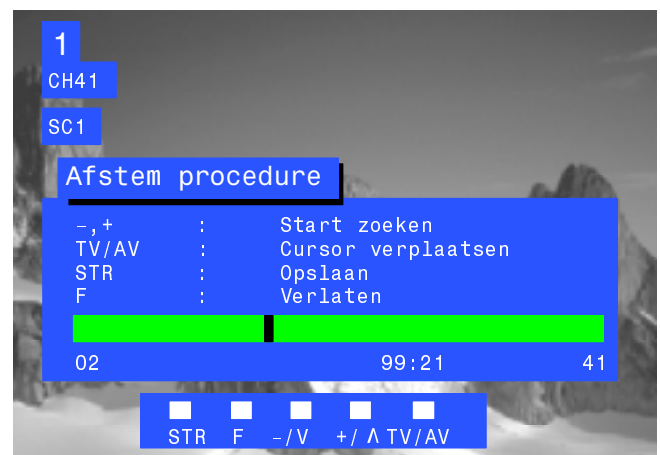 1
CH41
SC1
Afstem procedure
-,+ : Start zoeken
TV/AV : Cursor verplaatsen
STR : Opslaan
F : Verlaten
02 99:21 41
STR F -/V +/Λ TV/AV